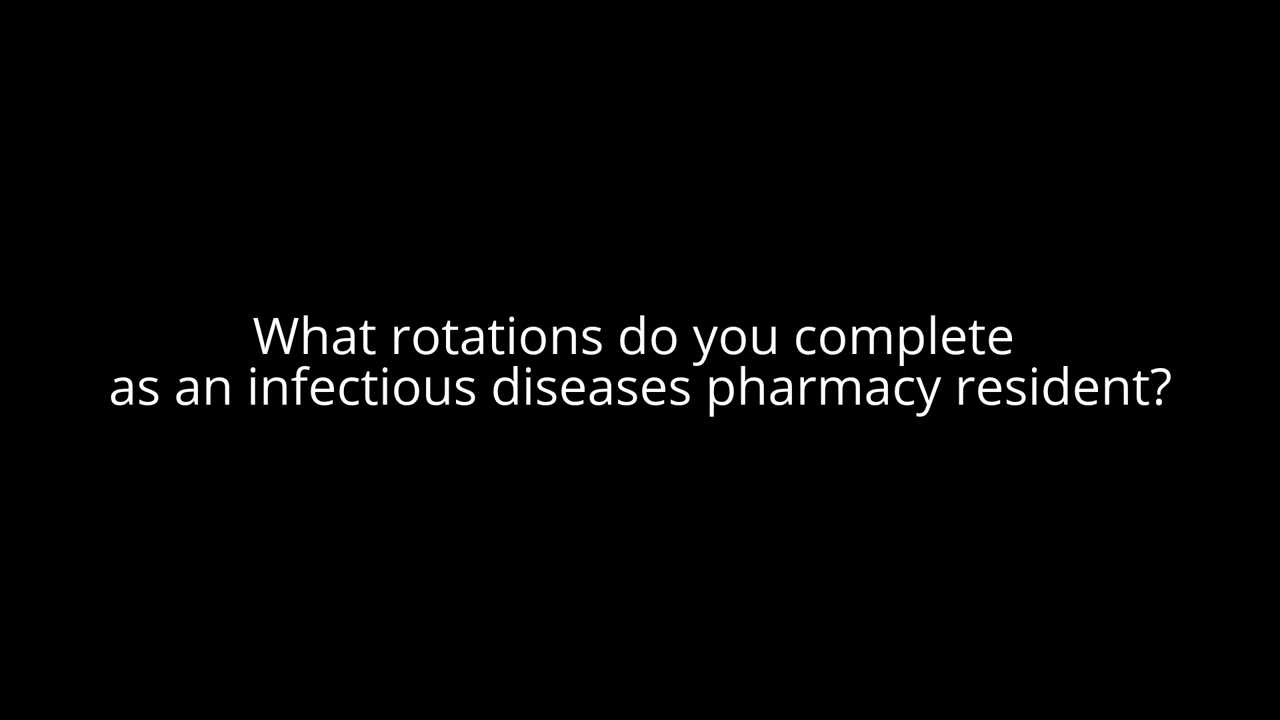 What rotations do you complete
as an infectious diseases pharmacy resident?